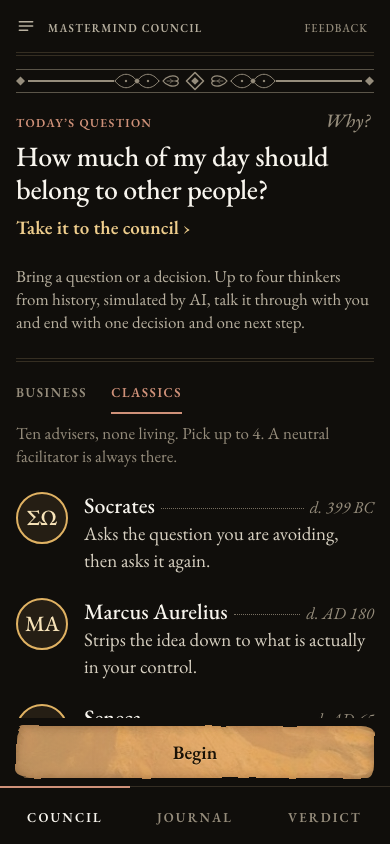 MASTERMIND COUNCIL
FEEDBACK
TODAY'S QUESTION
Why?
How much of my day should
belong to other people?
Take it to the council ›
Bring a question or a decision. Up to four thinkers
from history, simulated by AI, talk it through with you
and end with one decision and one next step.
BUSINESS
CLASSICS
Ten advisers, none living. Pick up to 4. A neutral
facilitator is always there.
ΣΩ
Socrates
d. 399 BC
Asks the question you are avoiding,
then asks it again.
MA
Marcus Aurelius
d. AD 180
Strips the idea down to what is actually
in your control.
Seneca
d. AD 65
Begin
COUNCIL
JOURNAL
VERDICT